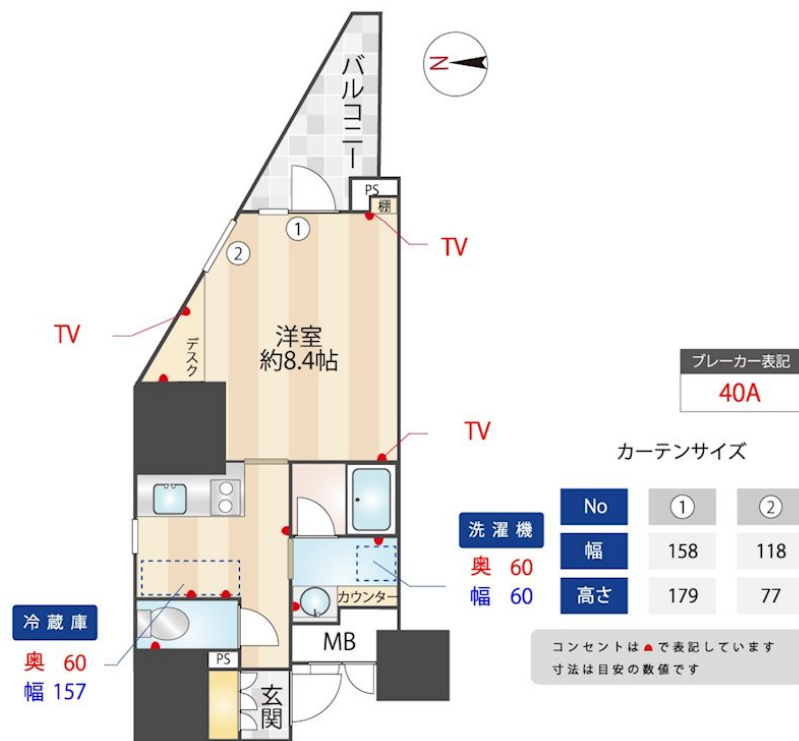 バルコニー
N
PS
棚
①
②
TV
TV
デスク
洋室
約8.4帖
TV
ブレーカー表記
40A
カーテンサイズ
No ① ②
幅 158 118
高さ 179 77
洗濯機
奥 60
幅 60
カウンター
冷蔵庫
奥 60
幅 157
MB
PS
玄関
コンセントは で表記しています
寸法は目安の数値です